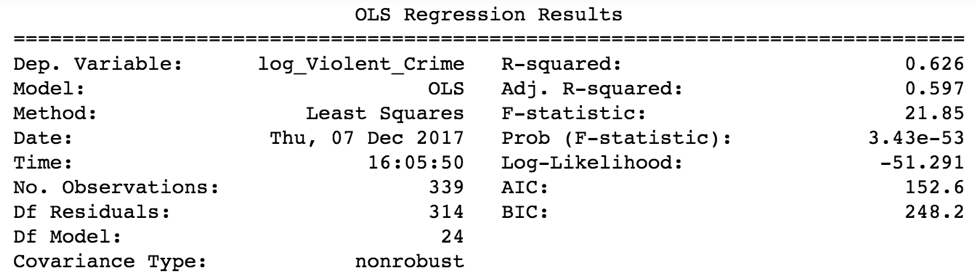 OLS Regression Results
==============================================================================
Dep. Variable: log_Violent_Crime R-squared: 0.626
Model: OLS Adj. R-squared: 0.597
Method: Least Squares F-statistic: 21.85
Date: Thu, 07 Dec 2017 Prob (F-statistic): 3.43e-53
Time: 16:05:50 Log-Likelihood: -51.291
No. Observations: 339 AIC: 152.6
Df Residuals: 314 BIC: 248.2
Df Model: 24
Covariance Type: nonrobust